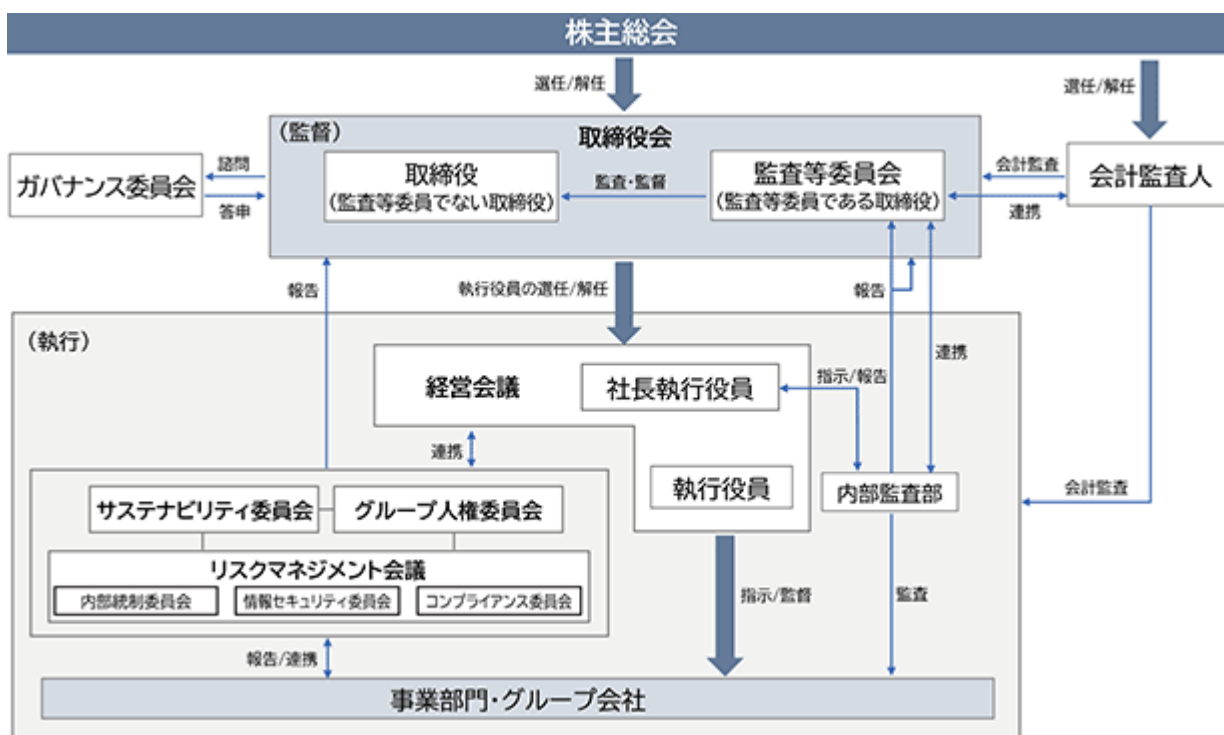 株主総会
選任/解任
選任/解任
(監督)
取締役会
ガバナンス委員会
諮問
答申
取締役
(監査等委員でない取締役)
監査・監督
監査等委員会
(監査等委員である取締役)
会計監査
連携
会計監査人
報告
執行役員の選任/解任
報告
連携
(執行)
経営会議
社長執行役員
指示/報告
連携
執行役員
内部監査部
会計監査
サステナビリティ委員会
グループ人権委員会
リスクマネジメント会議
内部統制委員会
情報セキュリティ委員会
コンプライアンス委員会
指示/監督
監査
報告/連携
事業部門・グループ会社